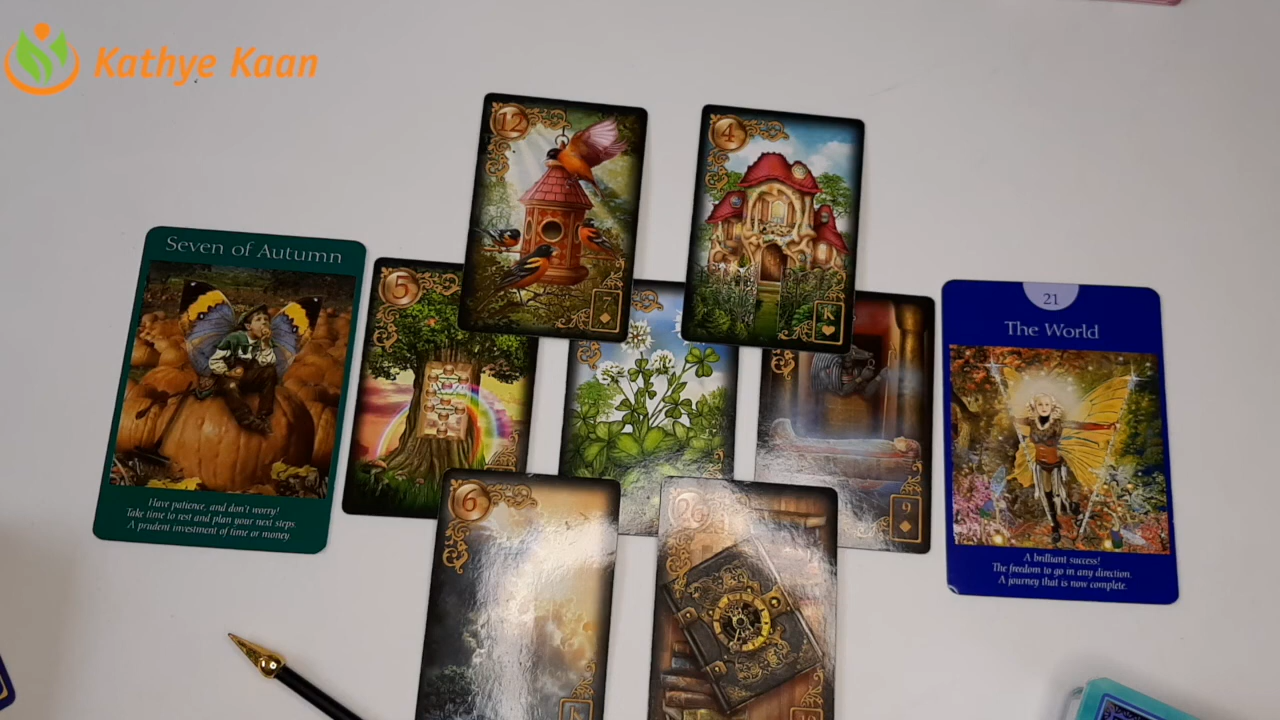 Kathye Kaan
12
7
4
K
Seven of Autumn
Have patience, and don't worry!
Take time to rest and plan your next steps.
A prudent investment of time or money.
5
9
21
The World
A brilliant success!
The freedom to go in any direction.
A journey that is now complete.
6
26